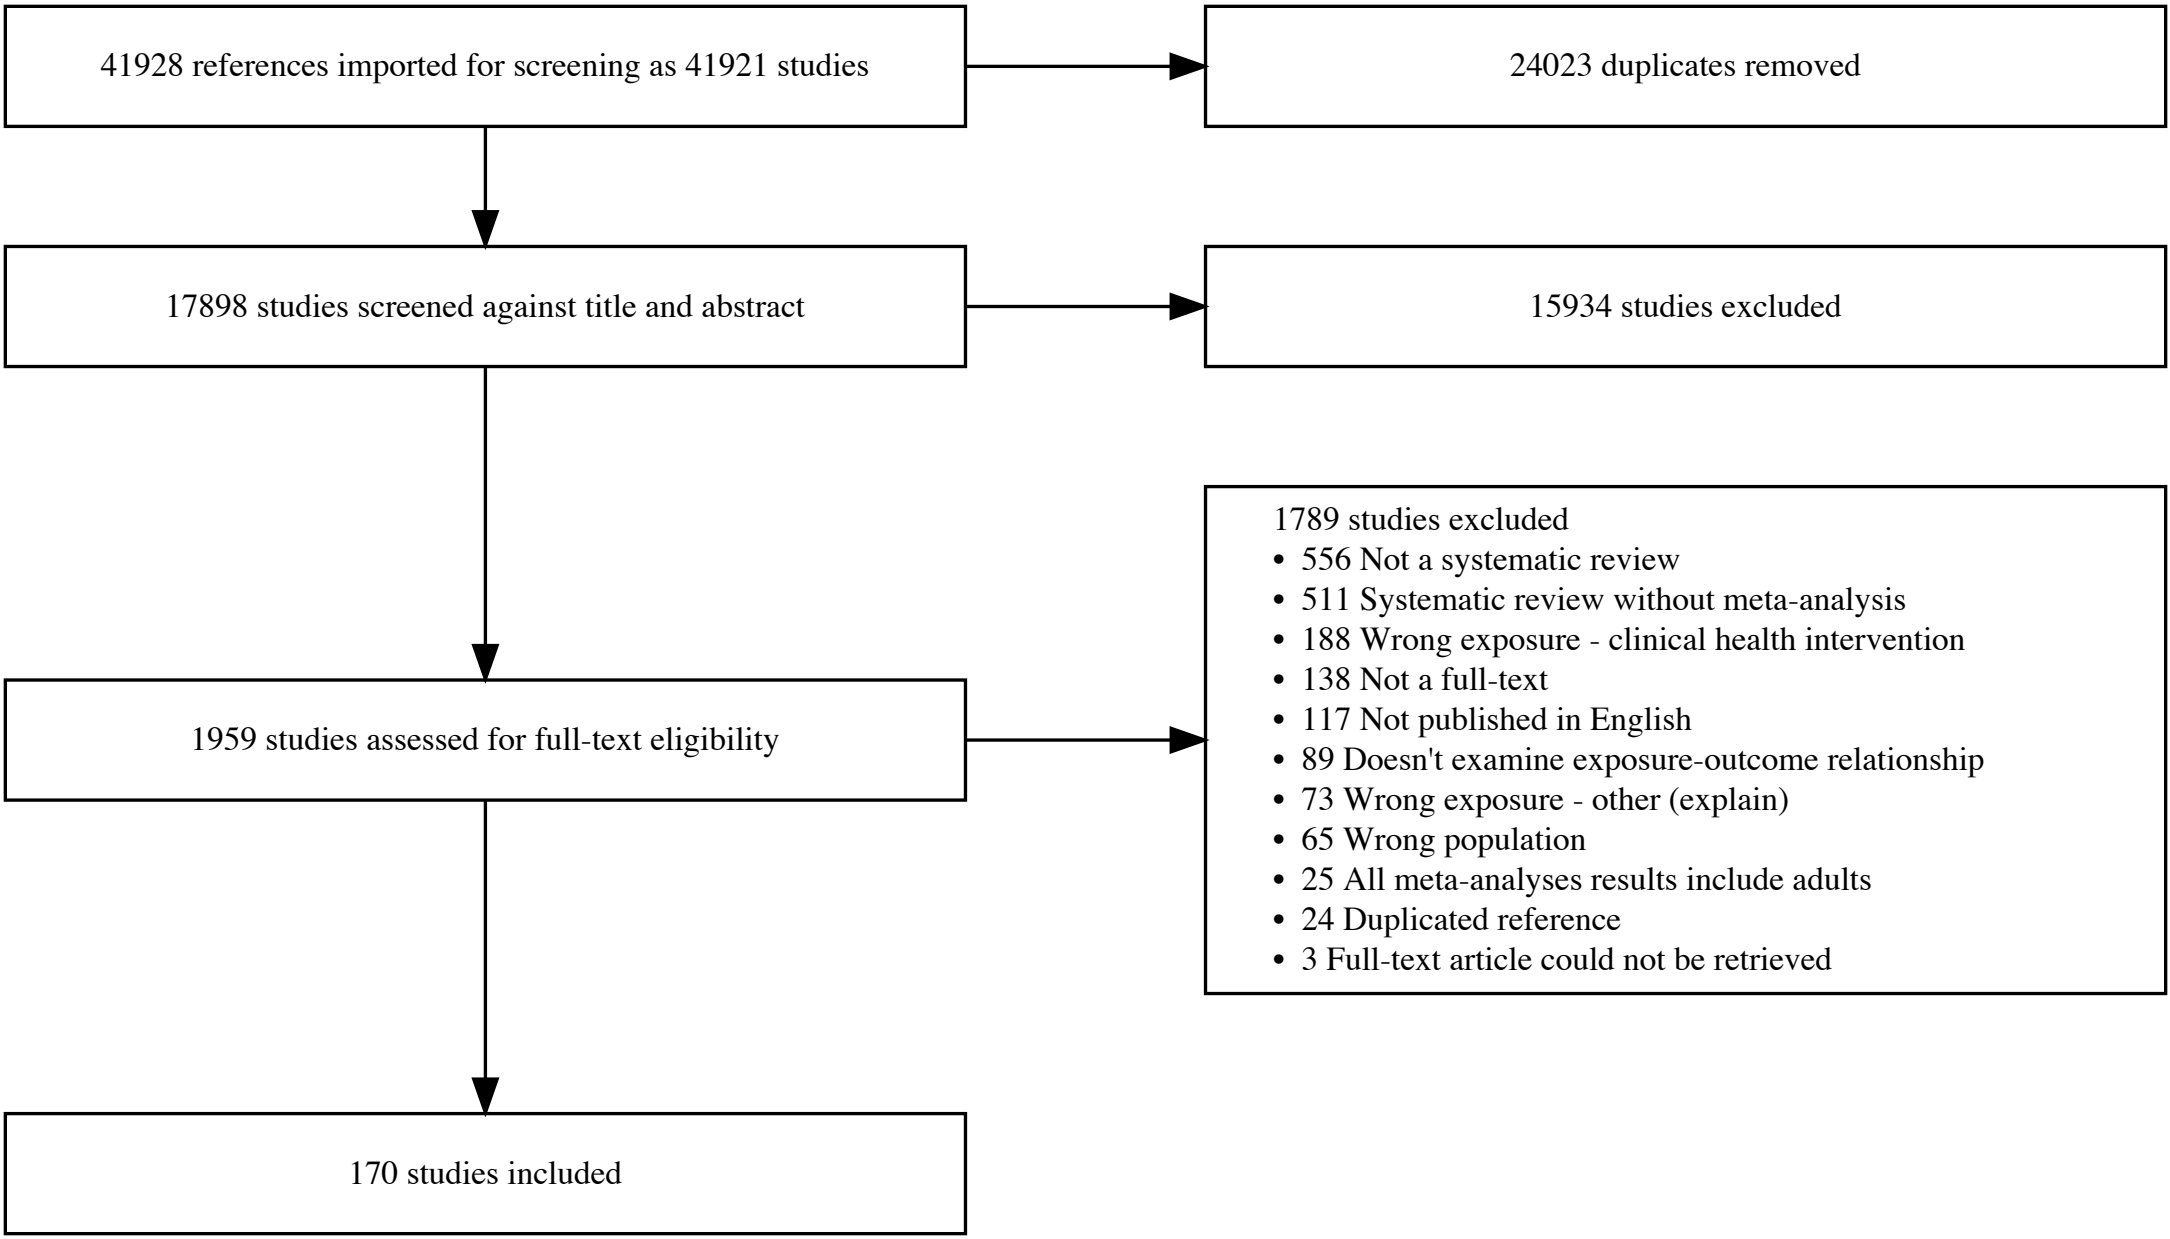 41928 references imported for screening as 41921 studies
24023 duplicates removed
17898 studies screened against title and abstract
15934 studies excluded
1959 studies assessed for full-text eligibility
1789 studies excluded
• 556 Not a systematic review
• 511 Systematic review without meta-analysis
• 188 Wrong exposure - clinical health intervention
• 138 Not a full-text
• 117 Not published in English
• 89 Doesn't examine exposure-outcome relationship
• 73 Wrong exposure - other (explain)
• 65 Wrong population
• 25 All meta-analyses results include adults
• 24 Duplicated reference
• 3 Full-text article could not be retrieved
170 studies included